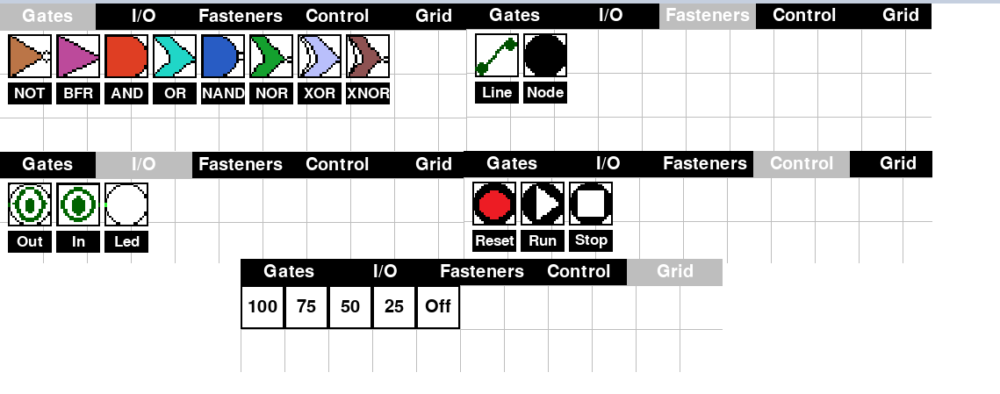 Gates I/O Fasteners Control Grid
NOT BFR AND OR NAND NOR XOR XNOR
Gates I/O Fasteners Control Grid
Line Node
Gates I/O Fasteners Control Grid
Out In Led
Gates I/O Fasteners Control Grid
Reset Run Stop
Gates I/O Fasteners Control Grid
100 75 50 25 Off